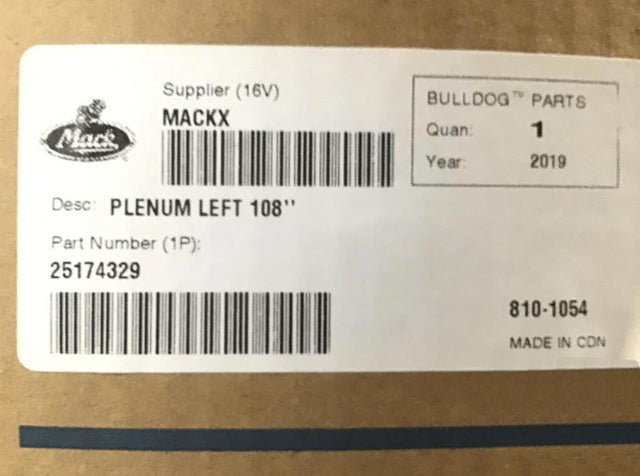 Mack
Supplier (16V)
MACKX
BULLDOG™ PARTS
Quan: 1
Year: 2019
Desc: PLENUM LEFT 108''
Part Number (1P):
25174329
810-1054
MADE IN CDN